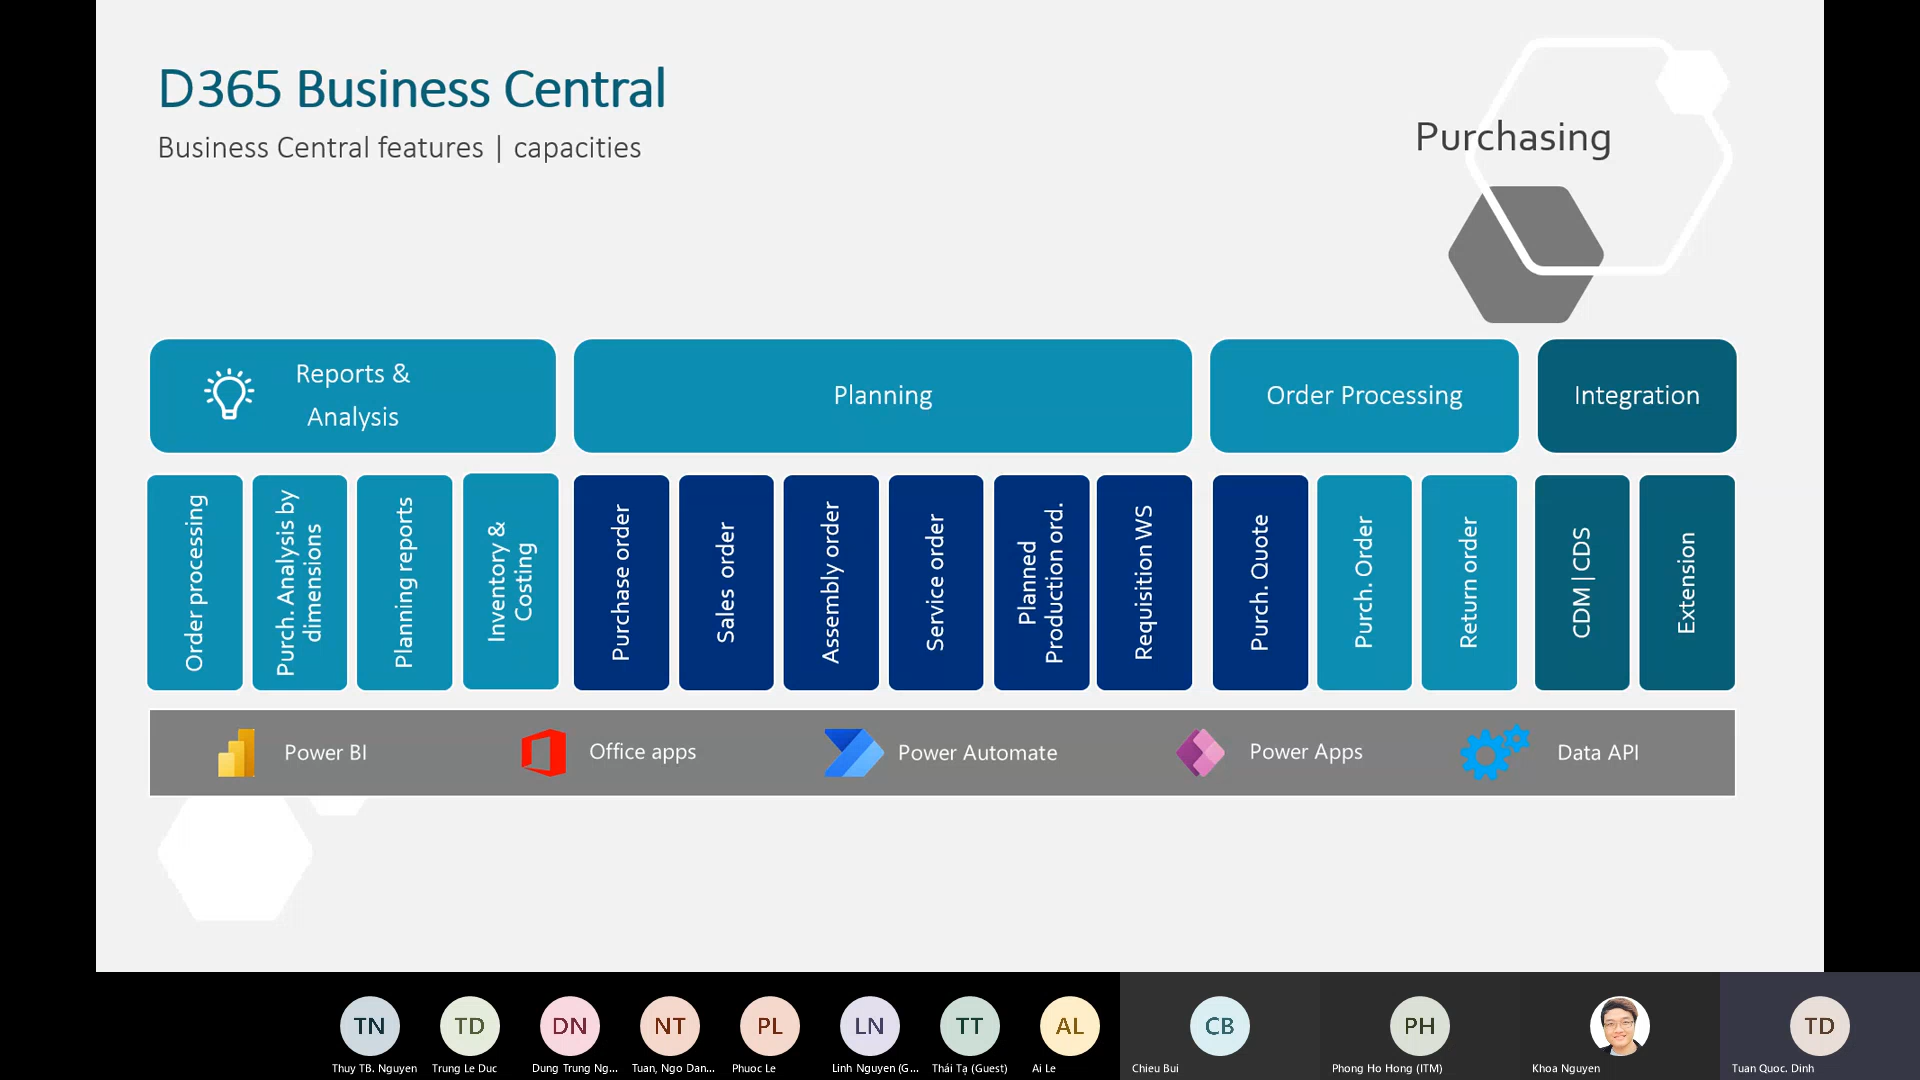 D365 Business Central
Business Central features | capacities
Purchasing
Reports &
Analysis
Planning
Order Processing
Integration
Order processing
Purch. Analysis by
dimensions
Planning reports
Inventory &
Costing
Purchase order
Sales order
Assembly order
Service order
Planned
Production ord.
Requisition WS
Purch. Quote
Purch. Order
Return order
CDM | CDS
Extension
Power BI
Office apps
Power Automate
Power Apps
Data API
TN
TD
DN
NT
PL
LN
TT
AL
CB
PH
TD
Thuy TB. Nguyen
Trung Le Duc
Dung Trung Ng...
Tuan, Ngo Dan...
Phuoc Le
Linh Nguyen (G...
Thái Tạ (Guest)
Ai Le
Chieu Bui
Phong Ho Hong (ITM)
Khoa Nguyen
Tuan Quoc. Dinh